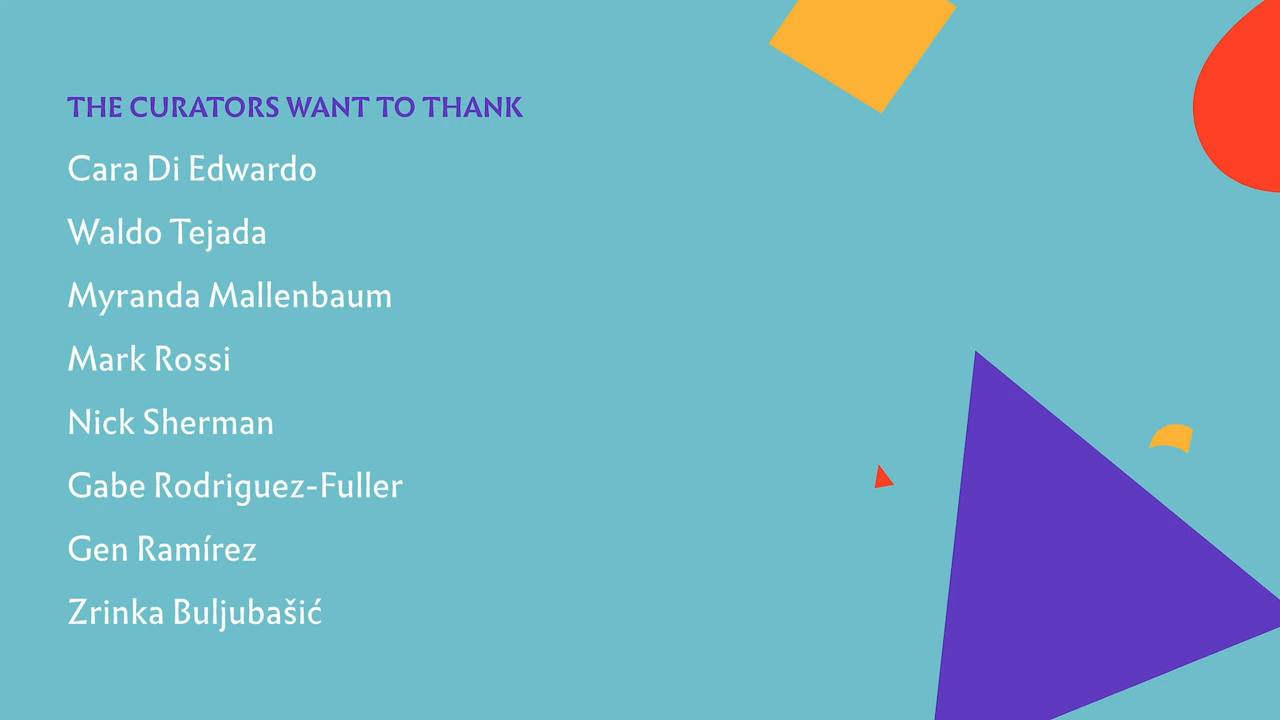 THE CURATORS WANT TO THANK
Cara Di Edwardo
Waldo Tejada
Myranda Mallenbaum
Mark Rossi
Nick Sherman
Gabe Rodriguez-Fuller
Gen Ramírez
Zrinka Buljubašić